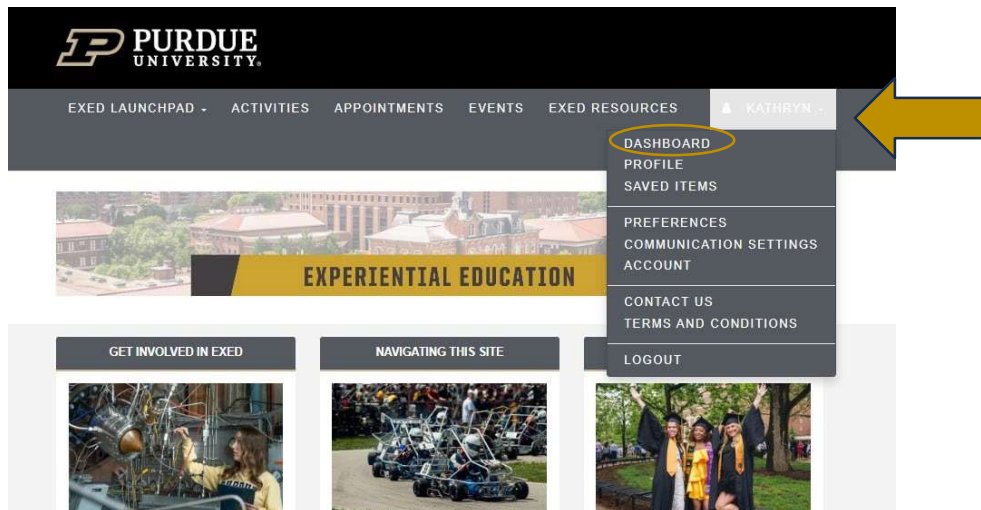 PURDUE
UNIVERSITY®
EXED LAUNCHPAD ACTIVITIES APPOINTMENTS EVENTS EXED RESOURCES KATHRYN
DASHBOARD
PROFILE
SAVED ITEMS
PREFERENCES
COMMUNICATION SETTINGS
ACCOUNT
CONTACT US
TERMS AND CONDITIONS
LOGOUT
EXPERIENTIAL EDUCATION
GET INVOLVED IN EXED
NAVIGATING THIS SITE